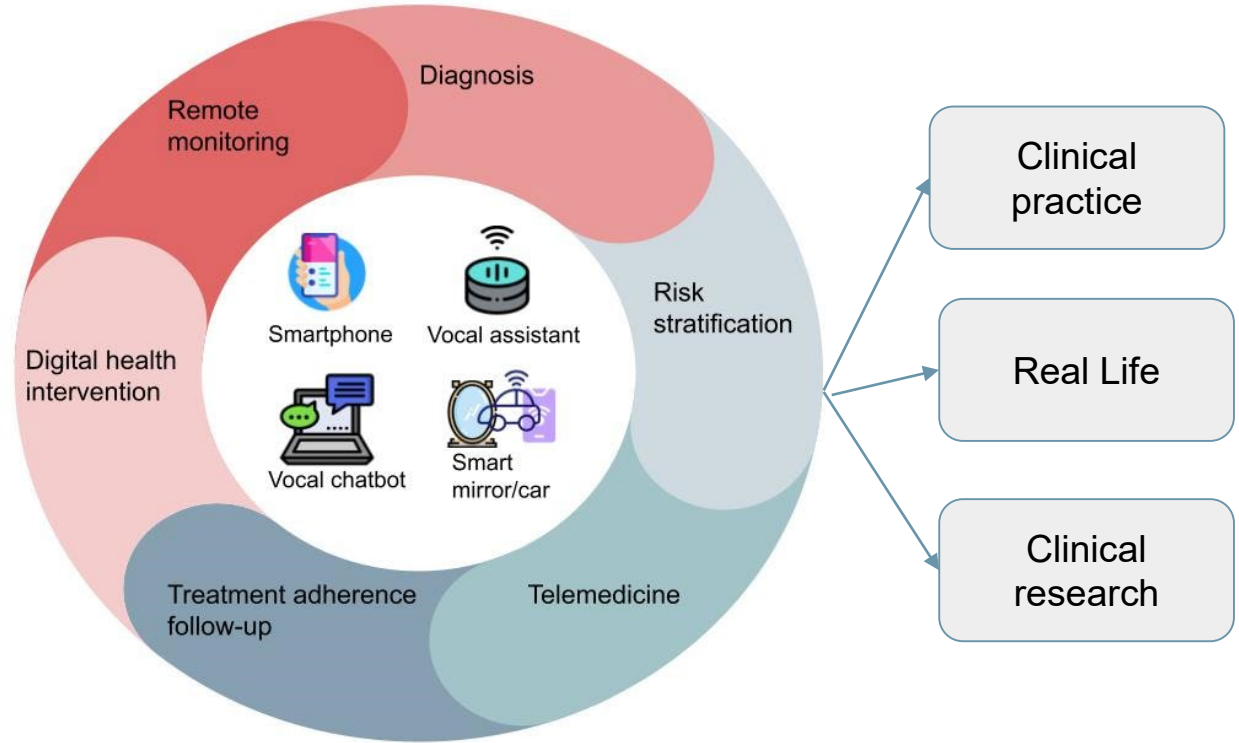 Diagnosis
Remote
monitoring
Risk
stratification
Digital health
intervention
Treatment adherence
follow-up
Telemedicine
Smartphone
Vocal assistant
Vocal chatbot
Smart
mirror/car
Clinical
practice
Real Life
Clinical
research